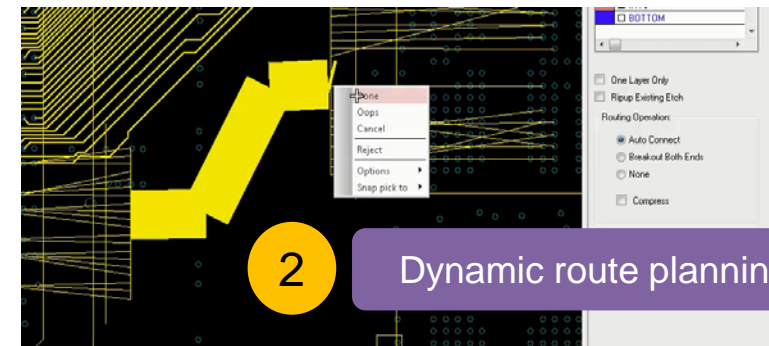 BOTTOM
One Layer Only
Ripup Existing Etch
Routing Operation:
Auto Connect
Breakout Both Ends
None
Compress
Done
Oops
Cancel
Reject
Options
Snap pick to
2
Dynamic route plannin